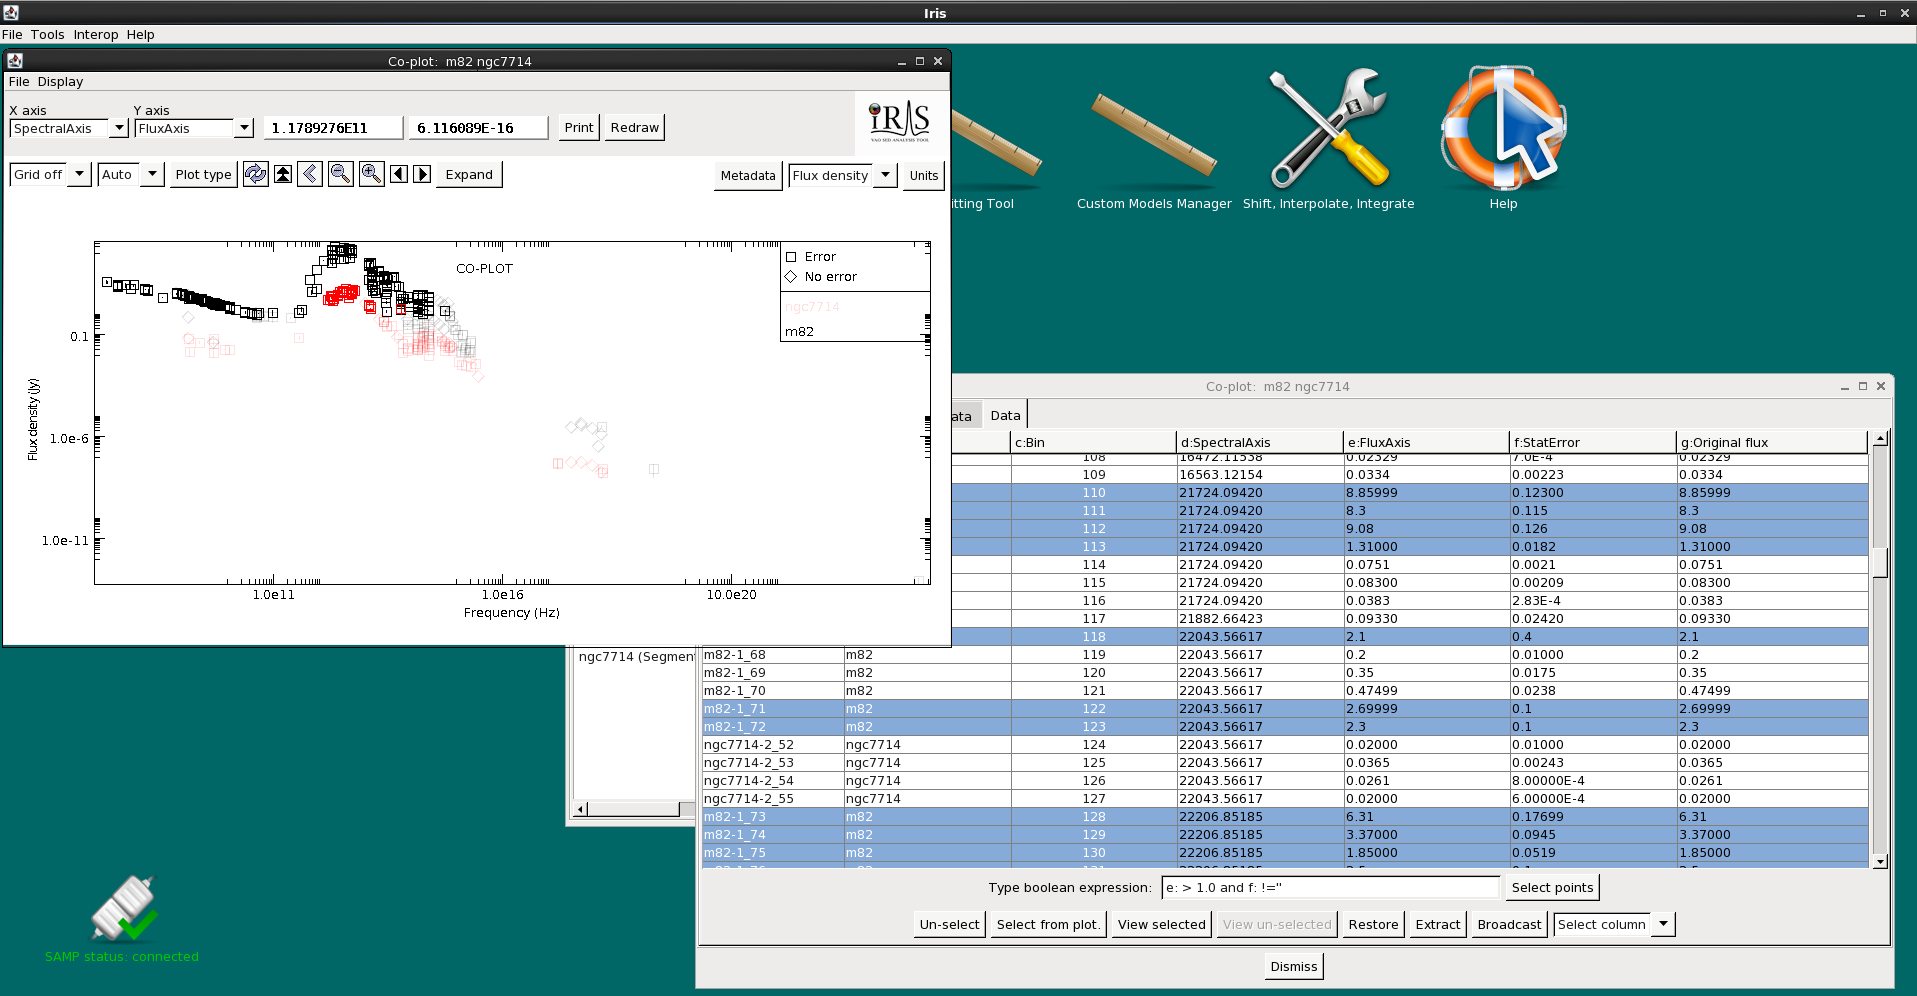 Iris
File Tools Interop Help
Co-plot: m82 ngc7714
File Display
X axis Y axis
SpectralAxis FluxAxis 1.1789276E11 6.116089E-16 Print Redraw
IRIS
VAO SED ANALYSIS TOOL
Grid off Auto Plot type Expand Metadata Flux density Units
CO-PLOT
Error
No error
ngc7714
m82
0.1
1.0e-6
1.0e-11
Flux density (Jy)
1.0e11 1.0e16 10.0e20
Frequency (Hz)
itting Tool Custom Models Manager Shift, Interpolate, Integrate Help
ngc7714 (Segmen
Co-plot: m82 ngc7714
ata Data
c:Bin d:SpectralAxis e:FluxAxis f:StatError g:Original flux
108 16472.11538 0.02329 7.0E-4 0.02329
109 16563.12154 0.0334 0.00223 0.0334
110 21724.09420 8.85999 0.12300 8.85999
111 21724.09420 8.3 0.115 8.3
112 21724.09420 9.08 0.126 9.08
113 21724.09420 1.31000 0.0182 1.31000
114 21724.09420 0.0751 0.0021 0.0751
115 21724.09420 0.08300 0.00209 0.08300
116 21724.09420 0.0383 2.83E-4 0.0383
117 21882.66423 0.09330 0.02420 0.09330
118 22043.56617 2.1 0.4 2.1
m82-1_68 m82 119 22043.56617 0.2 0.01000 0.2
m82-1_69 m82 120 22043.56617 0.35 0.0175 0.35
m82-1_70 m82 121 22043.56617 0.47499 0.0238 0.47499
m82-1_71 m82 122 22043.56617 2.69999 0.1 2.69999
m82-1_72 m82 123 22043.56617 2.3 0.1 2.3
ngc7714-2_52 ngc7714 124 22043.56617 0.02000 0.01000 0.02000
ngc7714-2_53 ngc7714 125 22043.56617 0.0365 0.00243 0.0365
ngc7714-2_54 ngc7714 126 22043.56617 0.0261 8.00000E-4 0.0261
ngc7714-2_55 ngc7714 127 22043.56617 0.02000 6.00000E-4 0.02000
m82-1_73 m82 128 22206.85185 6.31 0.17699 6.31
m82-1_74 m82 129 22206.85185 3.37000 0.0945 3.37000
m82-1_75 m82 130 22206.85185 1.85000 0.0519 1.85000
Type boolean expression: e: > 1.0 and f: !='' Select points
Un-select Select from plot. View selected View un-selected Restore Extract Broadcast Select column
Dismiss
SAMP status: connected